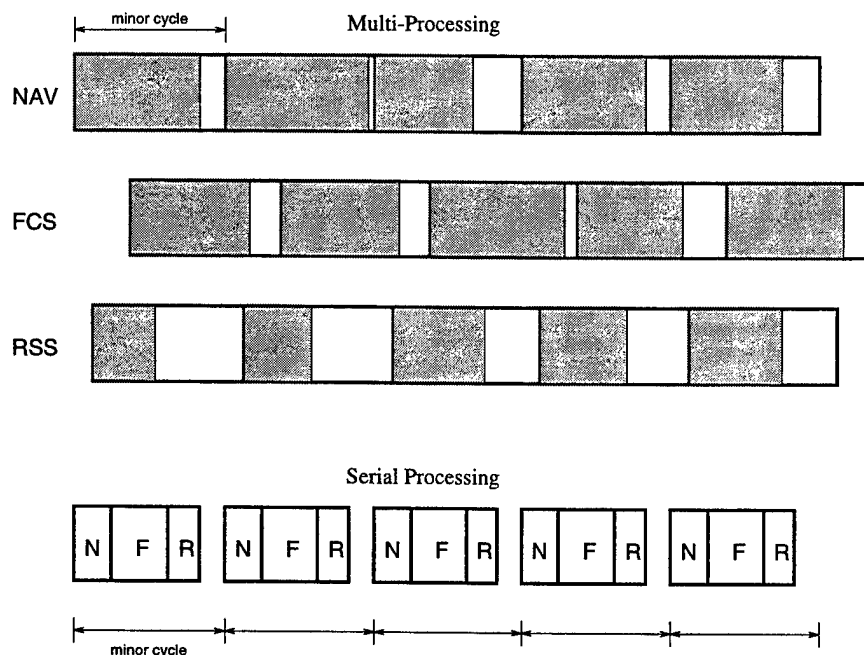 minor cycle
Multi-Processing
NAV
FCS
RSS
Serial Processing
N F R N F R N F R N F R N F R
minor cycle